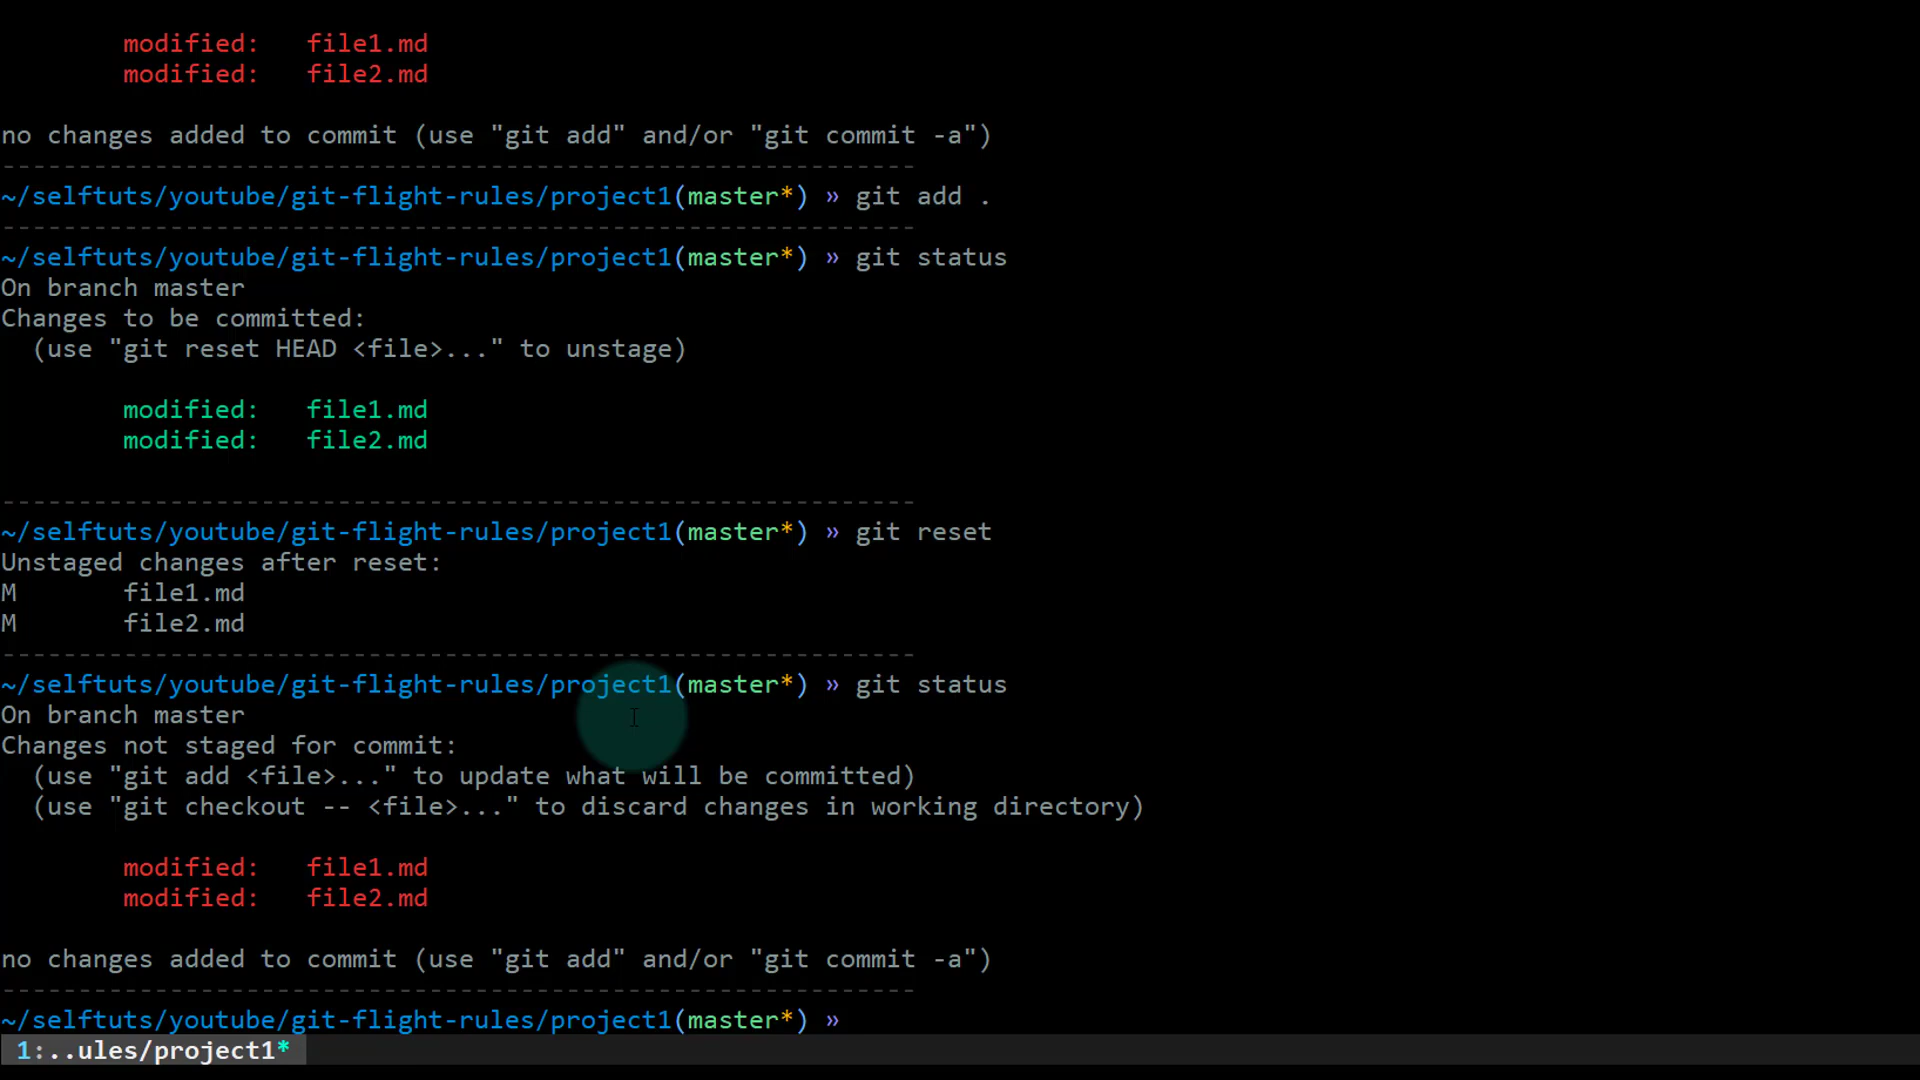 modified:   file1.md
modified:   file2.md
no changes added to commit (use "git add" and/or "git commit -a")
------------------------------------------------------------
~/selftuts/youtube/git-flight-rules/project1(master*) » git add .
------------------------------------------------------------
~/selftuts/youtube/git-flight-rules/project1(master*) » git status
On branch master
Changes to be committed:
  (use "git reset HEAD <file>..." to unstage)
modified:   file1.md
modified:   file2.md
------------------------------------------------------------
~/selftuts/youtube/git-flight-rules/project1(master*) » git reset
Unstaged changes after reset:
M       file1.md
M       file2.md
------------------------------------------------------------
~/selftuts/youtube/git-flight-rules/project1(master*) » git status
On branch master
Changes not staged for commit:
  (use "git add <file>..." to update what will be committed)
  (use "git checkout -- <file>..." to discard changes in working directory)
modified:   file1.md
modified:   file2.md
no changes added to commit (use "git add" and/or "git commit -a")
------------------------------------------------------------
~/selftuts/youtube/git-flight-rules/project1(master*) »
1:..ules/project1*